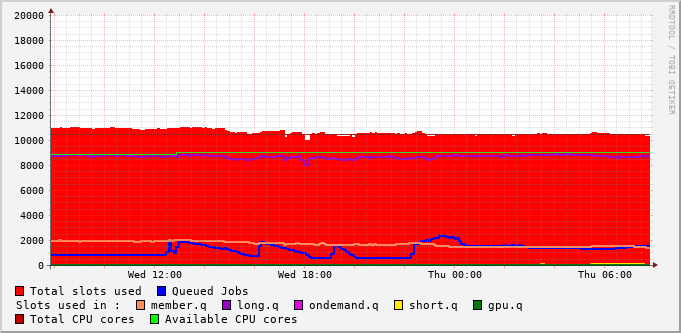 RRDTOOL / TOBI OETIKER
20000
18000
16000
14000
12000
10000
8000
6000
4000
2000
0
Wed 12:00 Wed 18:00 Thu 00:00 Thu 06:00
Total slots used Queued Jobs
Slots used in : member.q long.q ondemand.q short.q gpu.q
Total CPU cores Available CPU cores